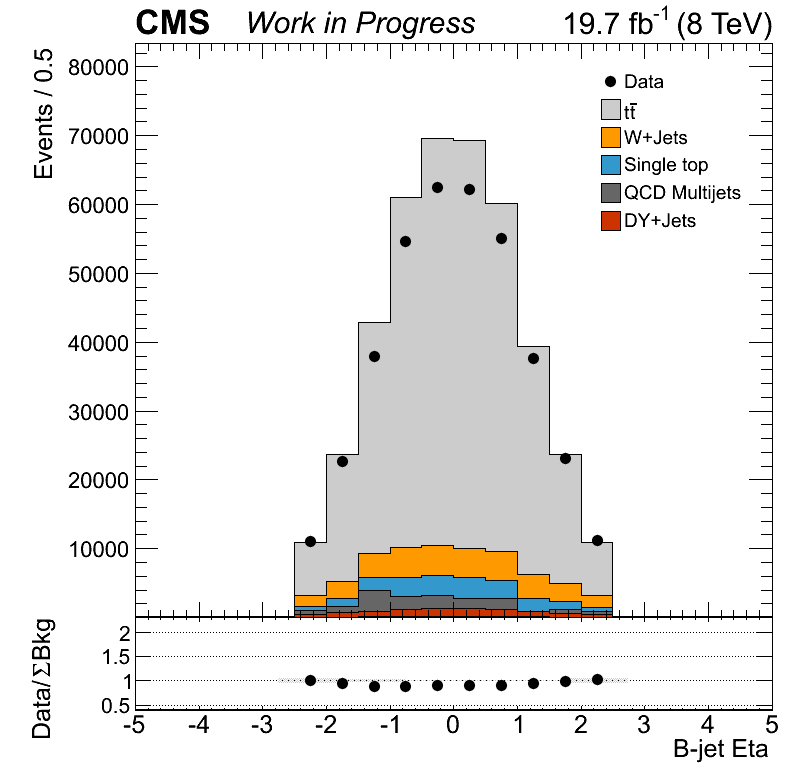 CMS Work in Progress 19.7 fb⁻¹ (8 TeV)
Events / 0.5
80000
70000
60000
50000
40000
30000
20000
10000
Data
tt̄
W+Jets
Single top
QCD Multijets
DY+Jets
Data/ΣBkg
2
1.5
1
0.5
-5 -4 -3 -2 -1 0 1 2 3 4 5
B-jet Eta